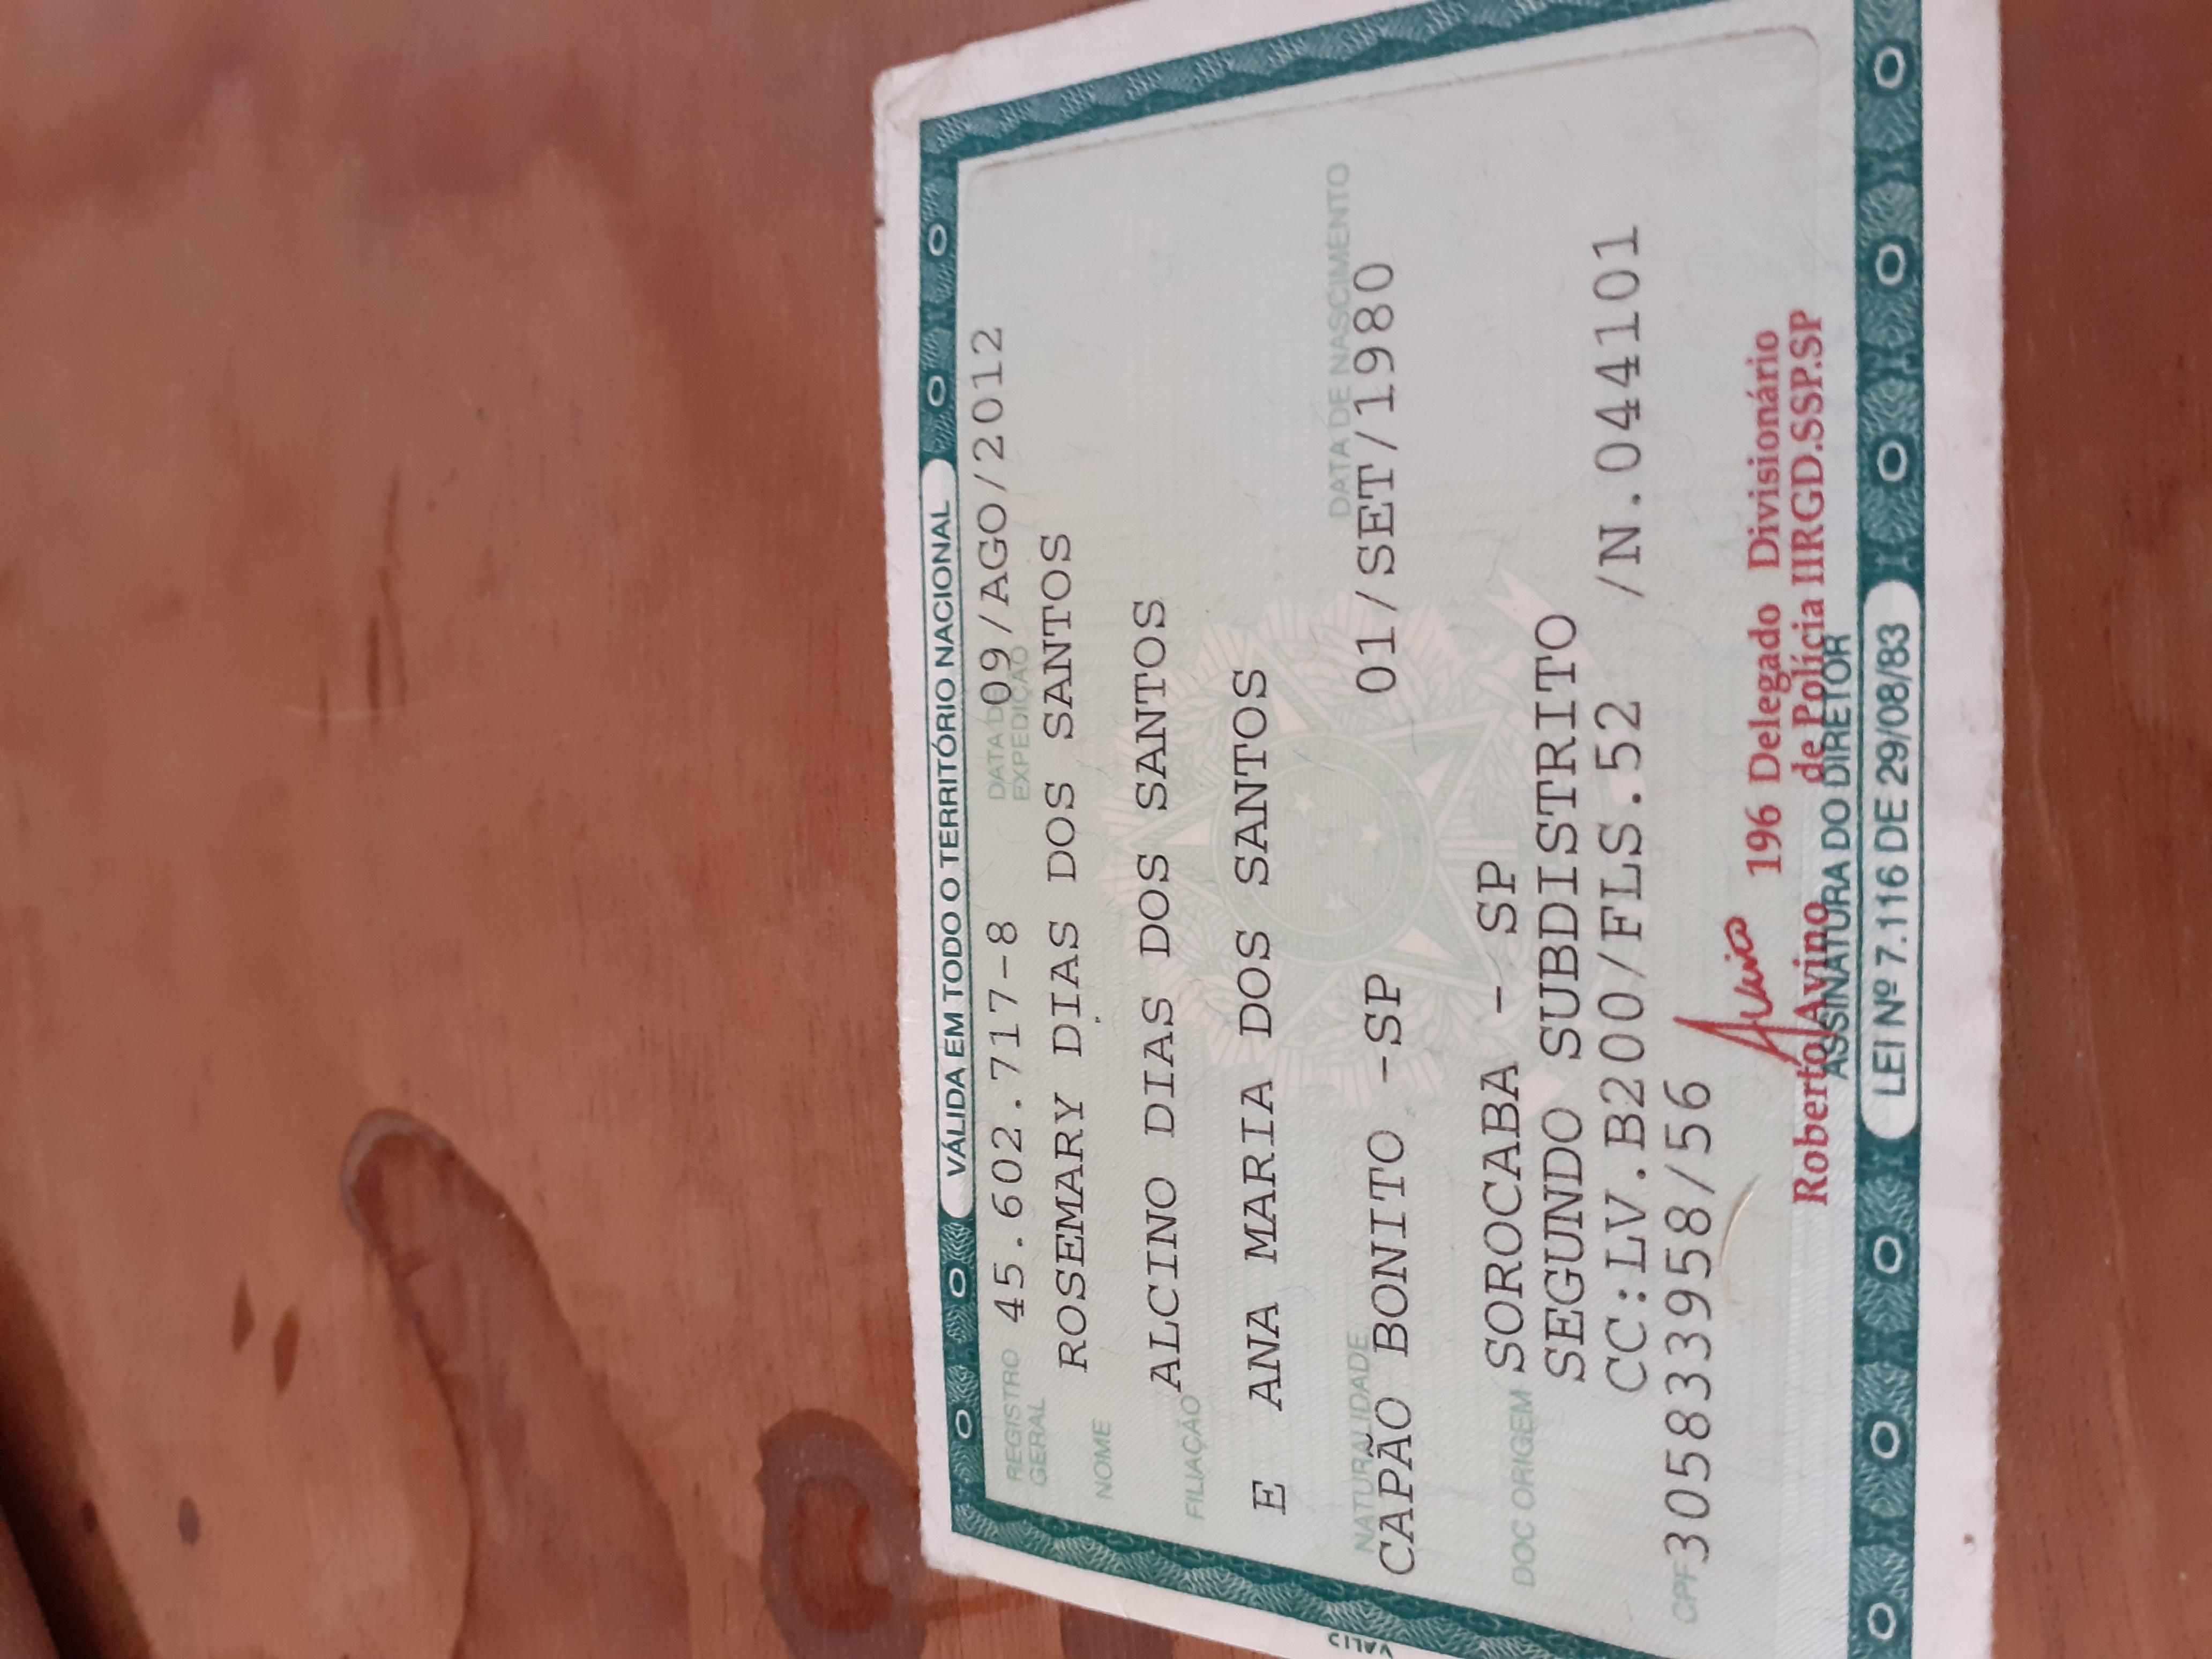 VÁLIDA EM TODO O TERRITÓRIO NACIONAL
REGISTRO GERAL 45.602.717-8 DATA DE EXPEDIÇÃO 09/AGO/2012
NOME ROSEMARY DIAS DOS SANTOS
FILIAÇÃO ALCINO DIAS DOS SANTOS
E ANA MARIA DOS SANTOS
NATURALIDADE DATA DE NASCIMENTO
CAPÃO BONITO -SP 01/SET/1980
DOC ORIGEM SOROCABA - SP
SEGUNDO SUBDISTRITO
CC:LV.B200/FLS.52 /N.044101
CPF 305833958/56
Avino
196 Delegado Divisionário
Roberto Avino de Polícia IIRGD.SSP.SP
ASSINATURA DO DIRETOR
LEI Nº 7.116 DE 29/08/83